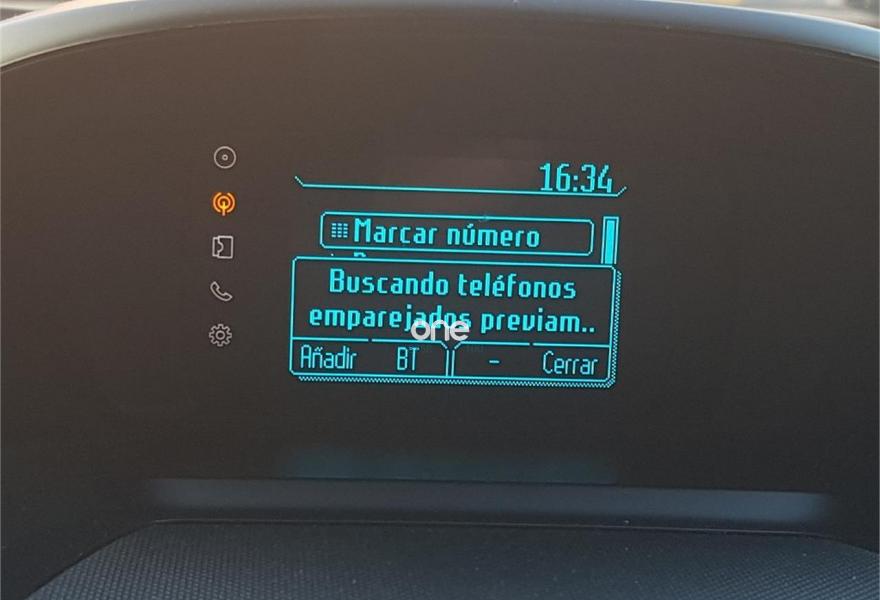 16:34
Marcar número
Buscando teléfonos
emparejados previam..
one
Añadir BT - Cerrar